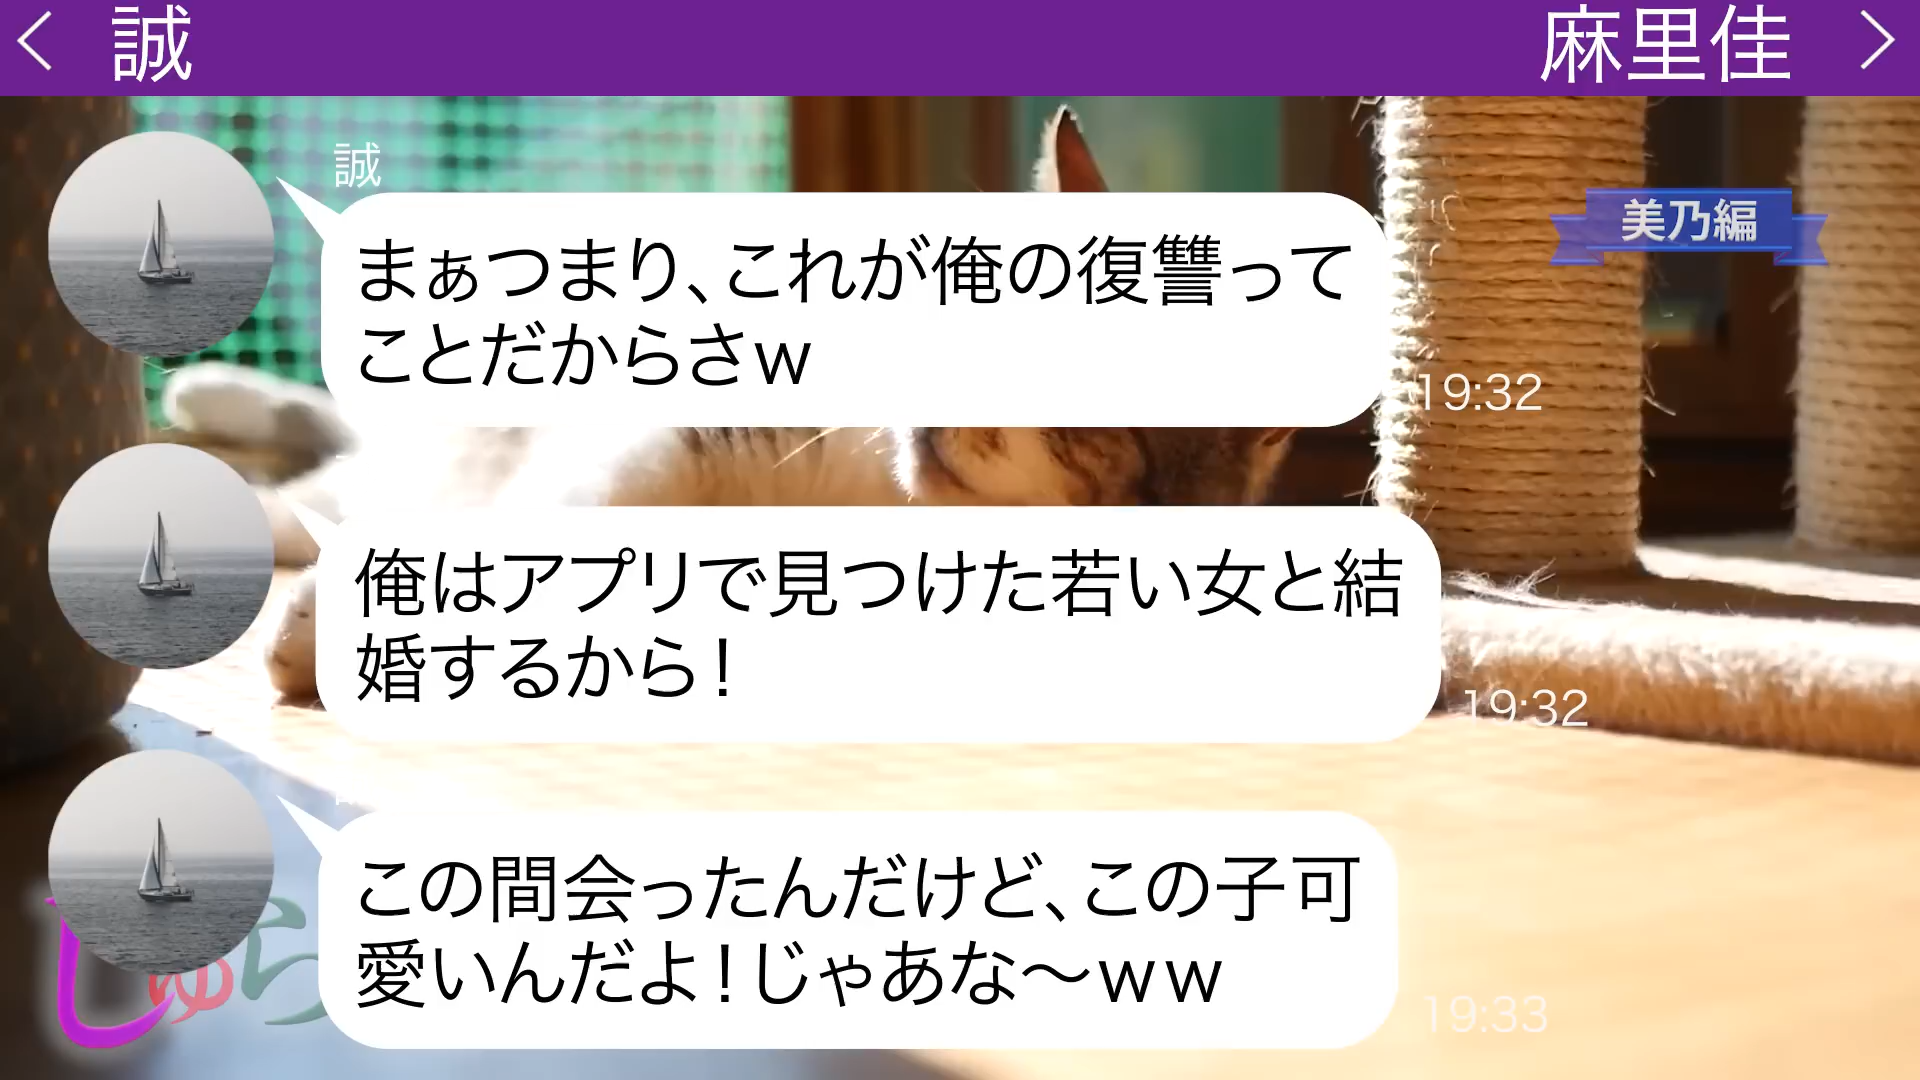 誠
麻里佳
誠
美乃編
まぁつまり、これが俺の復讐って
ことだからさw
19:32
俺はアプリで見つけた若い女と結
婚するから！
19:32
この間会ったんだけど、この子可
愛いんだよ！じゃあな〜ww
19:33
しゅら